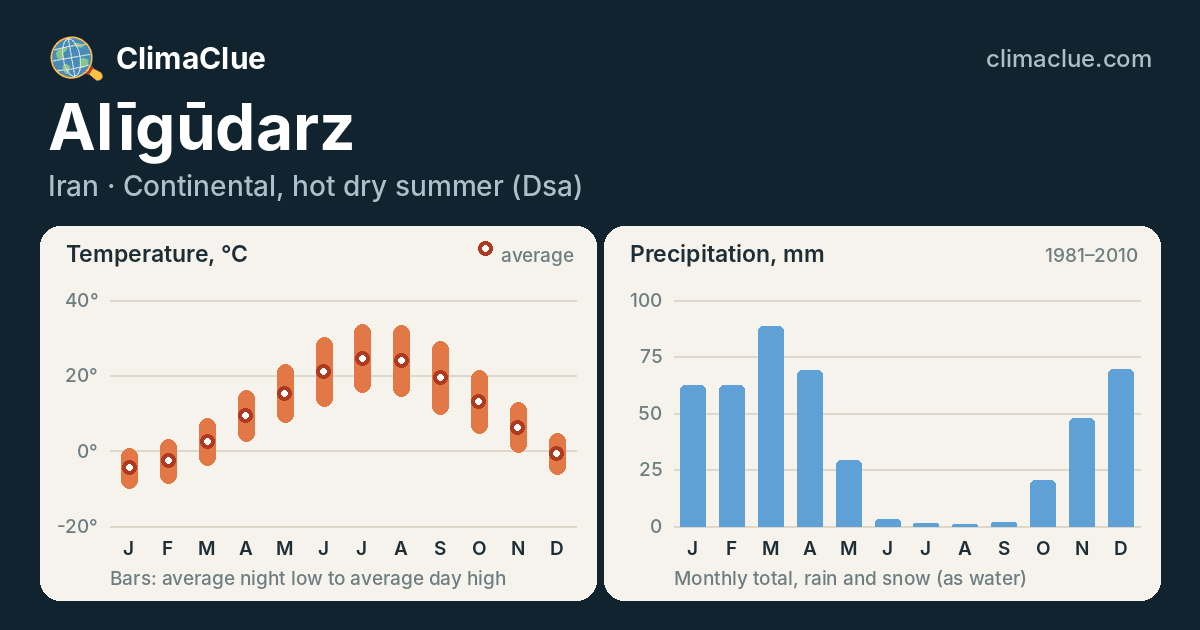 ClimaClue
climaclue.com
Alīgūdarz
Iran · Continental, hot dry summer (Dsa)
Temperature, °C
average
40°
20°
0°
-20°
J F M A M J J A S O N D
Bars: average night low to average day high
Precipitation, mm
1981–2010
100
75
50
25
0
J F M A M J J A S O N D
Monthly total, rain and snow (as water)